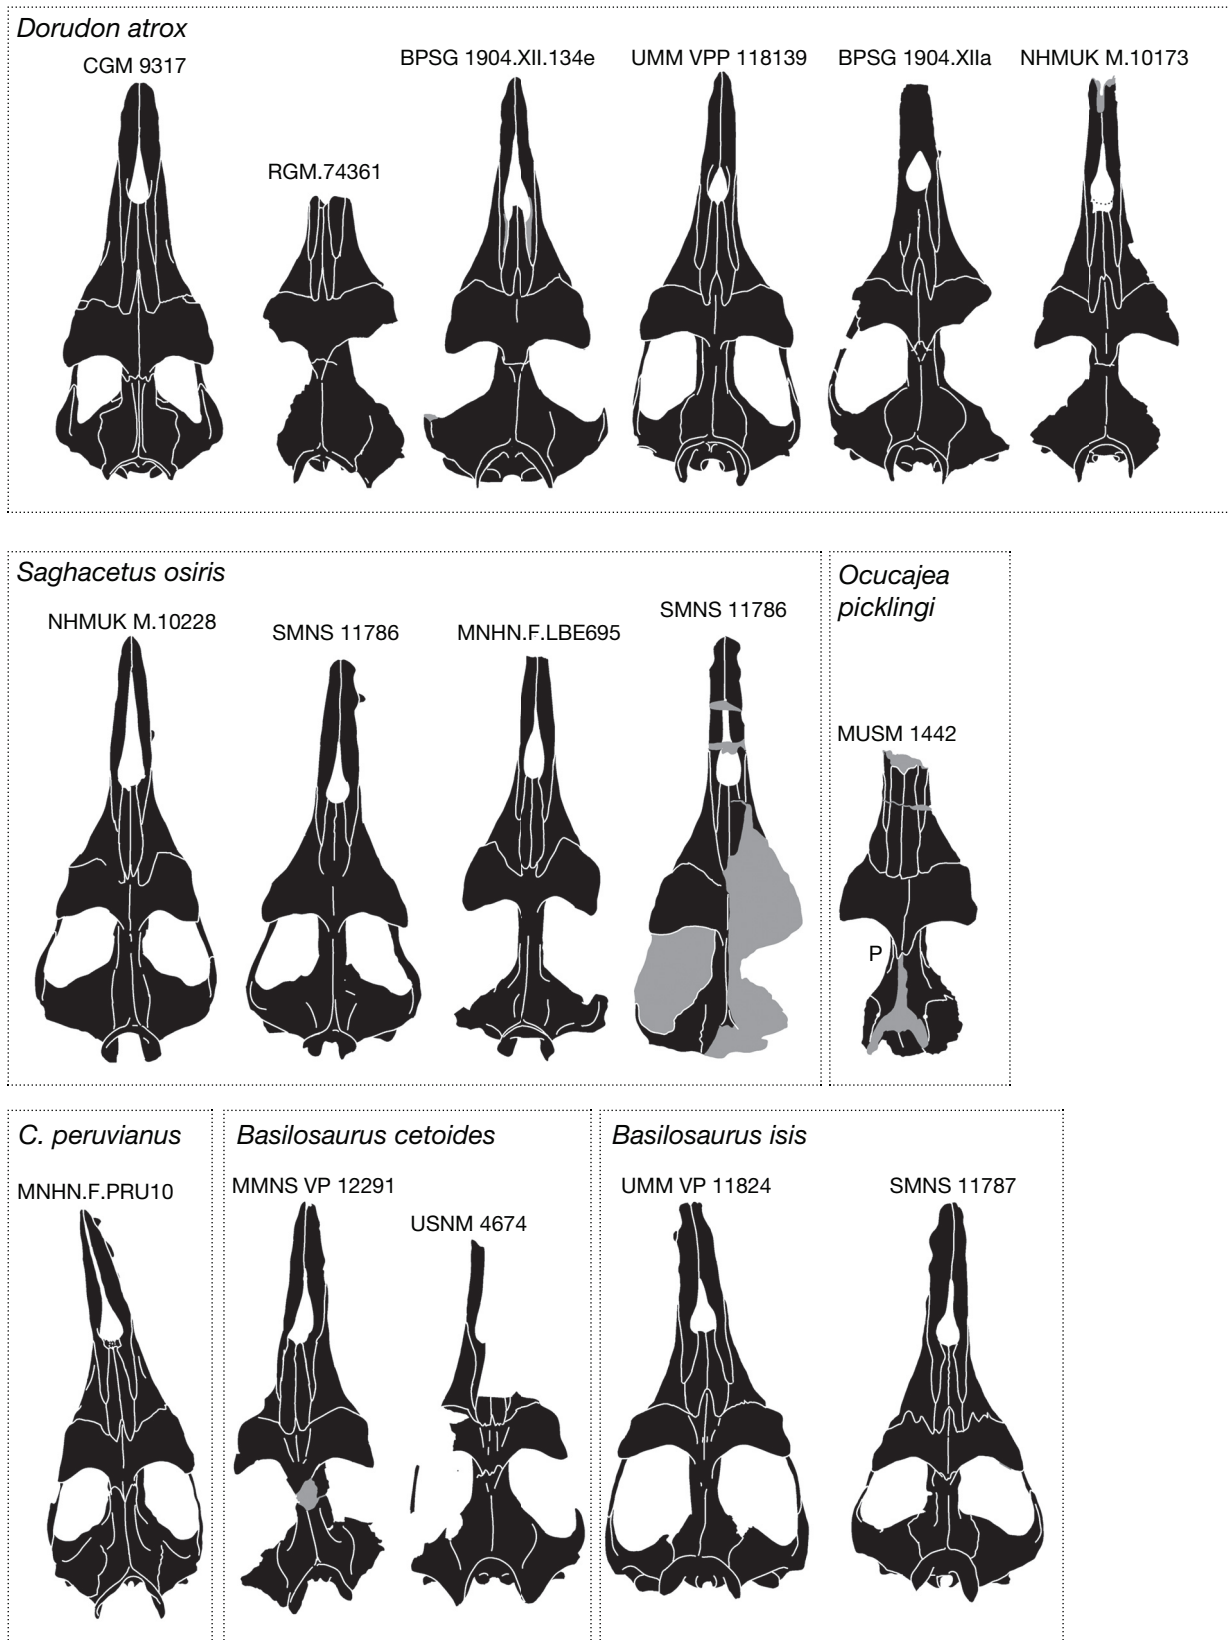 Dorudon atrox
CGM 9317
BPSG 1904.XII.134e
UMM VPP 118139
BPSG 1904.XIIa
NHMUK M.10173
RGM.74361
Saghacetus osiris
NHMUK M.10228
SMNS 11786
MNHN.F.LBE695
SMNS 11786
Ocucajea
picklingi
MUSM 1442
P
C. peruvianus
MNHN.F.PRU10
Basilosaurus cetoides
MMNS VP 12291
USNM 4674
Basilosaurus isis
UMM VP 11824
SMNS 11787